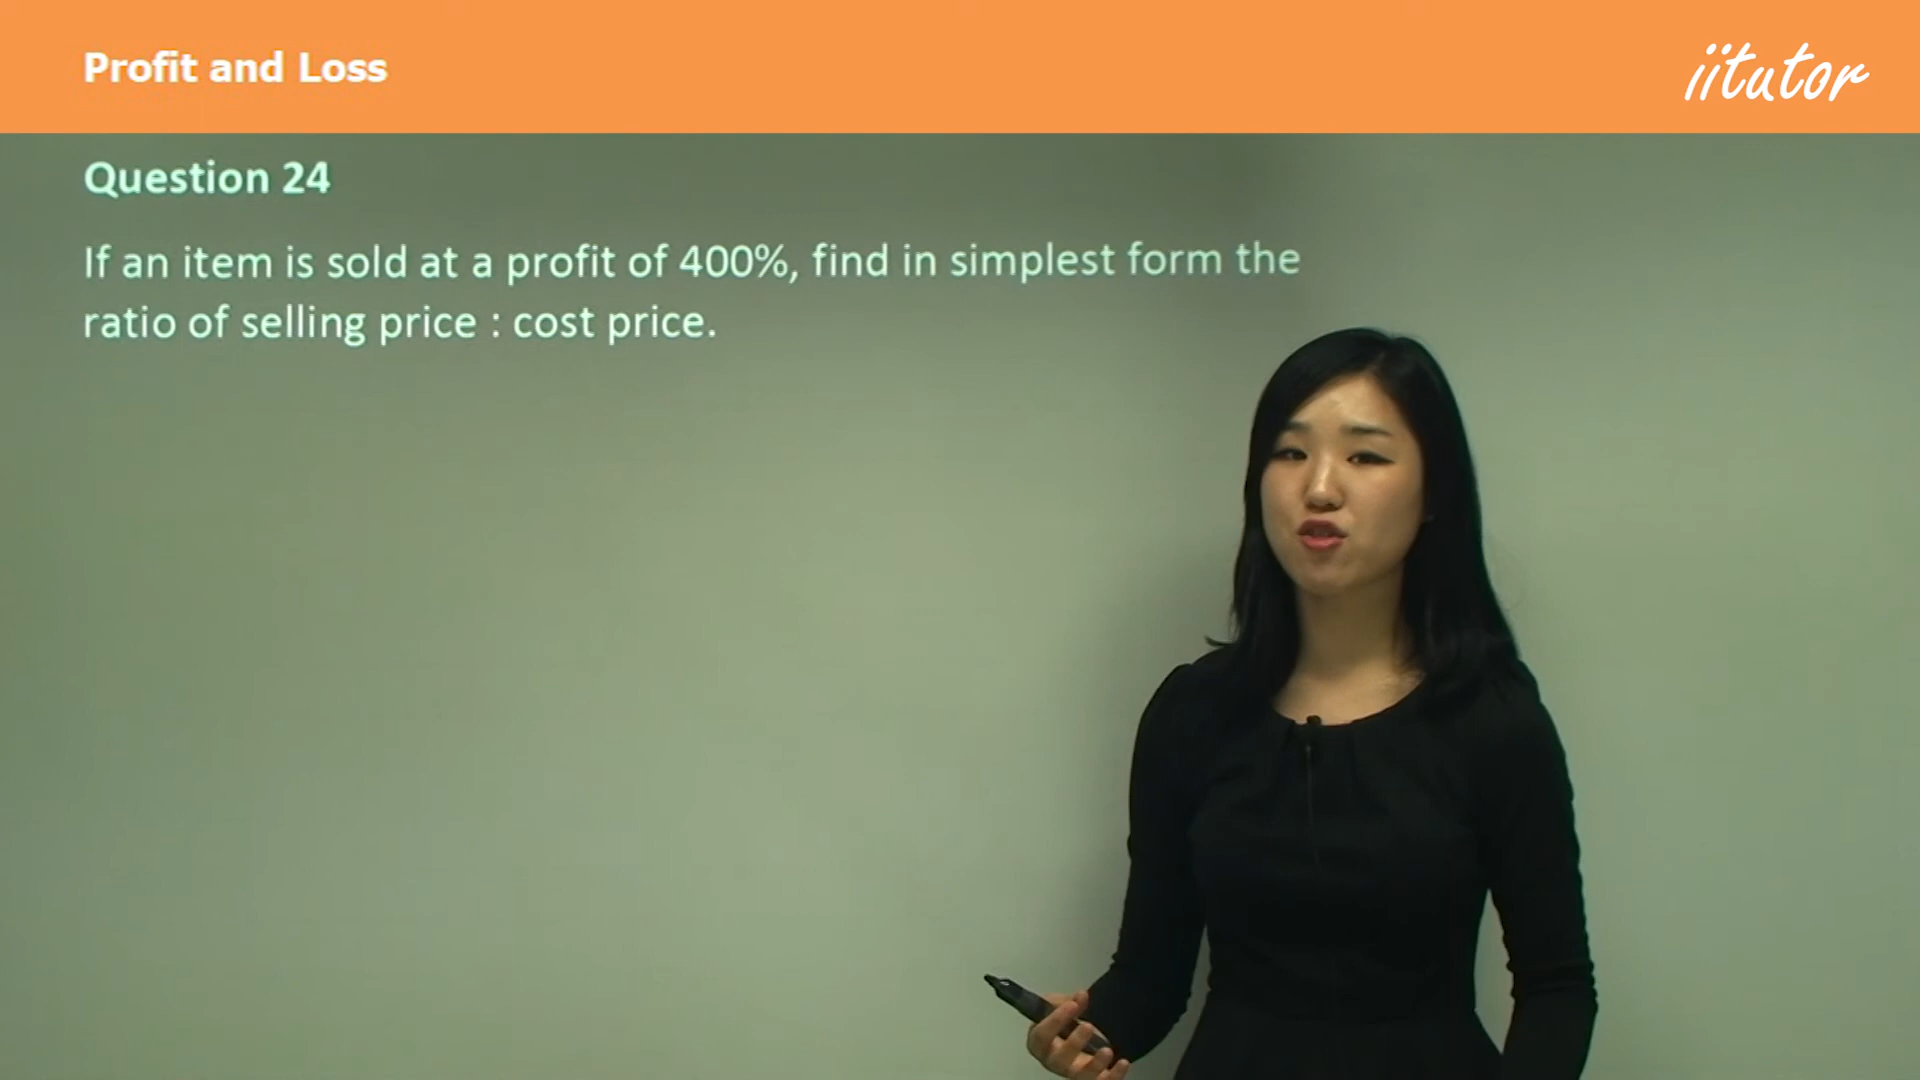 Profit and Loss
iitutor
Question 24
If an item is sold at a profit of 400%, find in simplest form the
ratio of selling price : cost price.